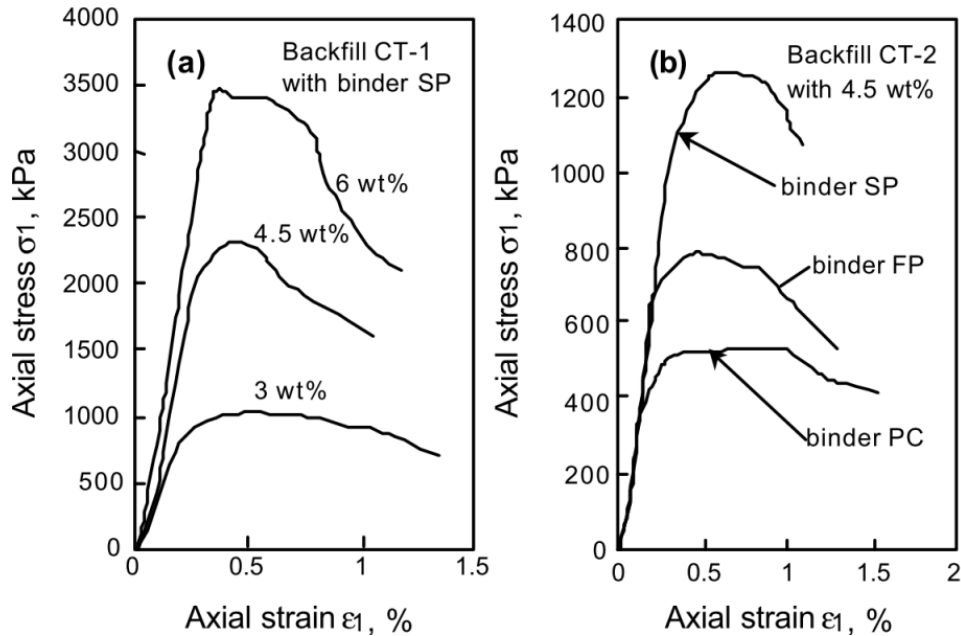 (a)
Backfill CT-1
with binder SP
6 wt%
4.5 wt%
3 wt%
4000
3500
3000
2500
2000
1500
1000
500
0
0
0.5
1
1.5
Axial stress σ1, kPa
Axial strain ε1, %
(b)
Backfill CT-2
with 4.5 wt%
binder SP
binder FP
binder PC
1400
1200
1000
800
600
400
200
0
0
0.5
1
1.5
2
Axial stress σ1, kPa
Axial strain ε1, %